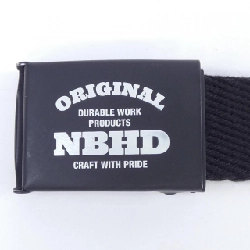 ORIGINAL
DURABLE WORK
PRODUCTS
NBHD
CRAFT WITH PRIDE